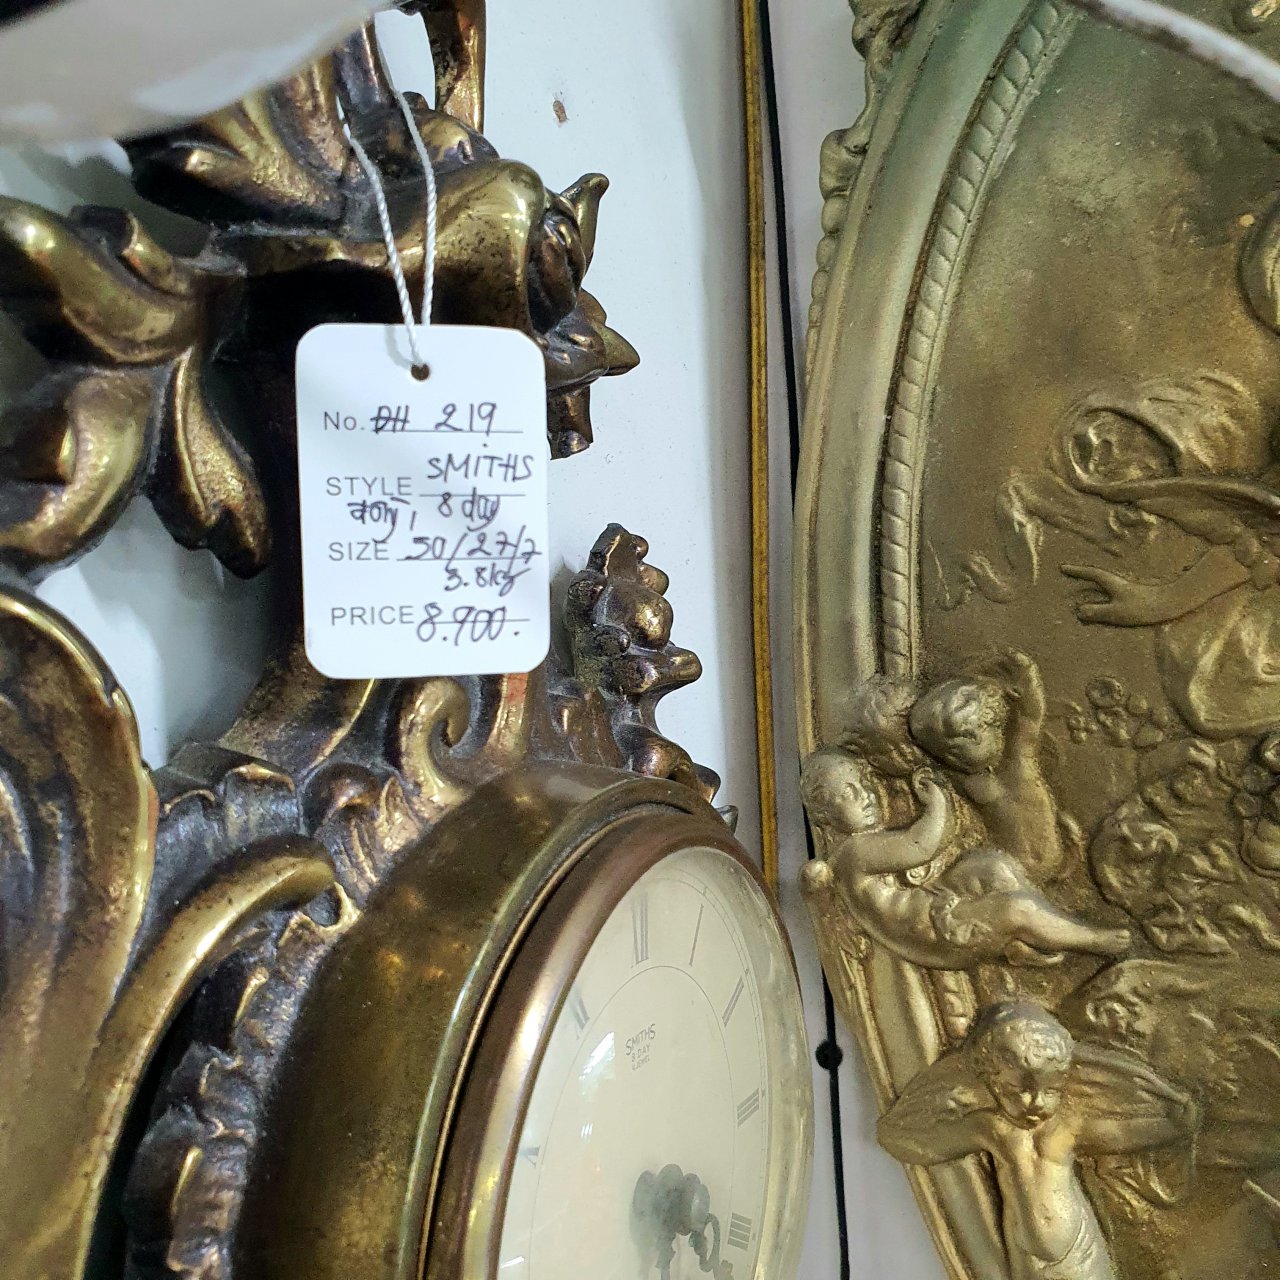 No. DH 219
STYLE SMiTHS
8 day
SIZE 50/27/7
3.8kg
PRICE 8.900.
SMITHS
8 DAY
JEWEL